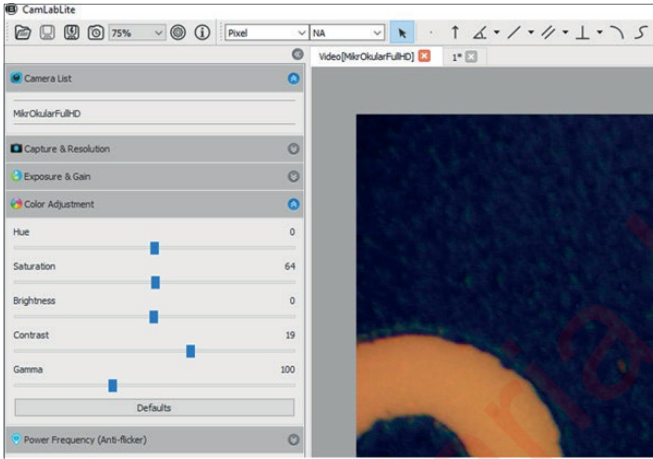 CamLabLite
75% Pixel NA
Video[MikrOkularFullHD] 1*
Camera List
MikrOkularFullHD
Capture & Resolution
Exposure & Gain
Color Adjustment
Hue 0
Saturation 64
Brightness 0
Contrast 19
Gamma 100
Defaults
Power Frequency (Anti-flicker)